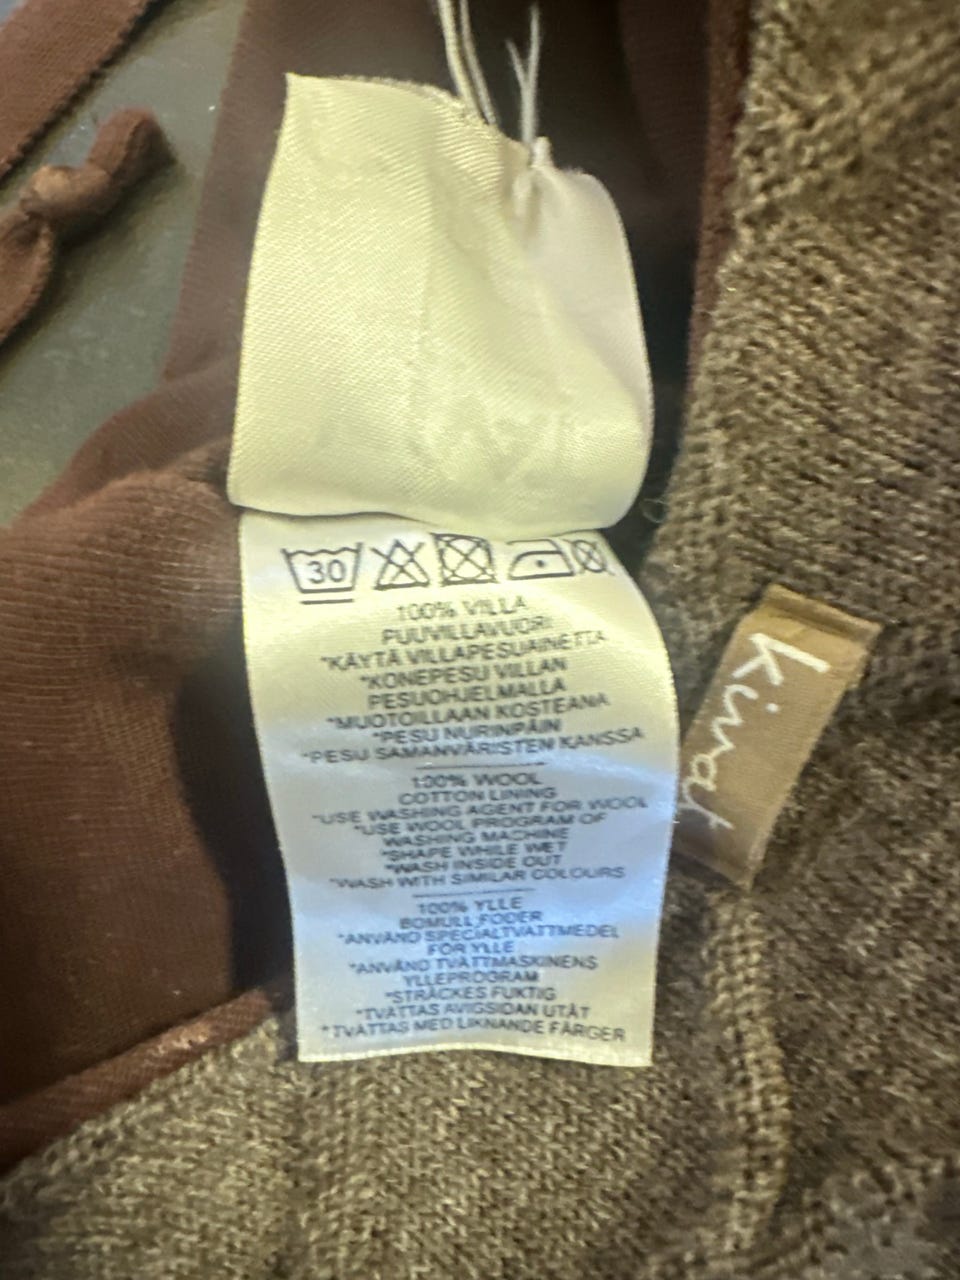 30
100% VILLA
PUUVILLAVUORI
*KÄYTÄ VILLAPESUAINETTA
*KONEPESU VILLAN
PESUOHJELMALLA
*MUOTOILLAAN KOSTEANA
*PESU NURINPÄIN
*PESU SAMANVÄRISTEN KANSSA
100% WOOL
COTTON LINING
*USE WASHING AGENT FOR WOOL
*USE WOOL PROGRAM OF
WASHING MACHINE
*SHAPE WHILE WET
*WASH INSIDE OUT
*WASH WITH SIMILAR COLOURS
100% YLLE
BOMULL FODER
*ANVÄND SPECIALTVÄTTMEDEL
FÖR YLLE
*ANVÄND TVÄTTMASKINENS
YLLEPROGRAM
*STRÄCKES FUKTIG
*TVÄTTAS AVIGSIDAN UTÅT
*TVÄTTAS MED LIKNANDE FÄRGER
kivat